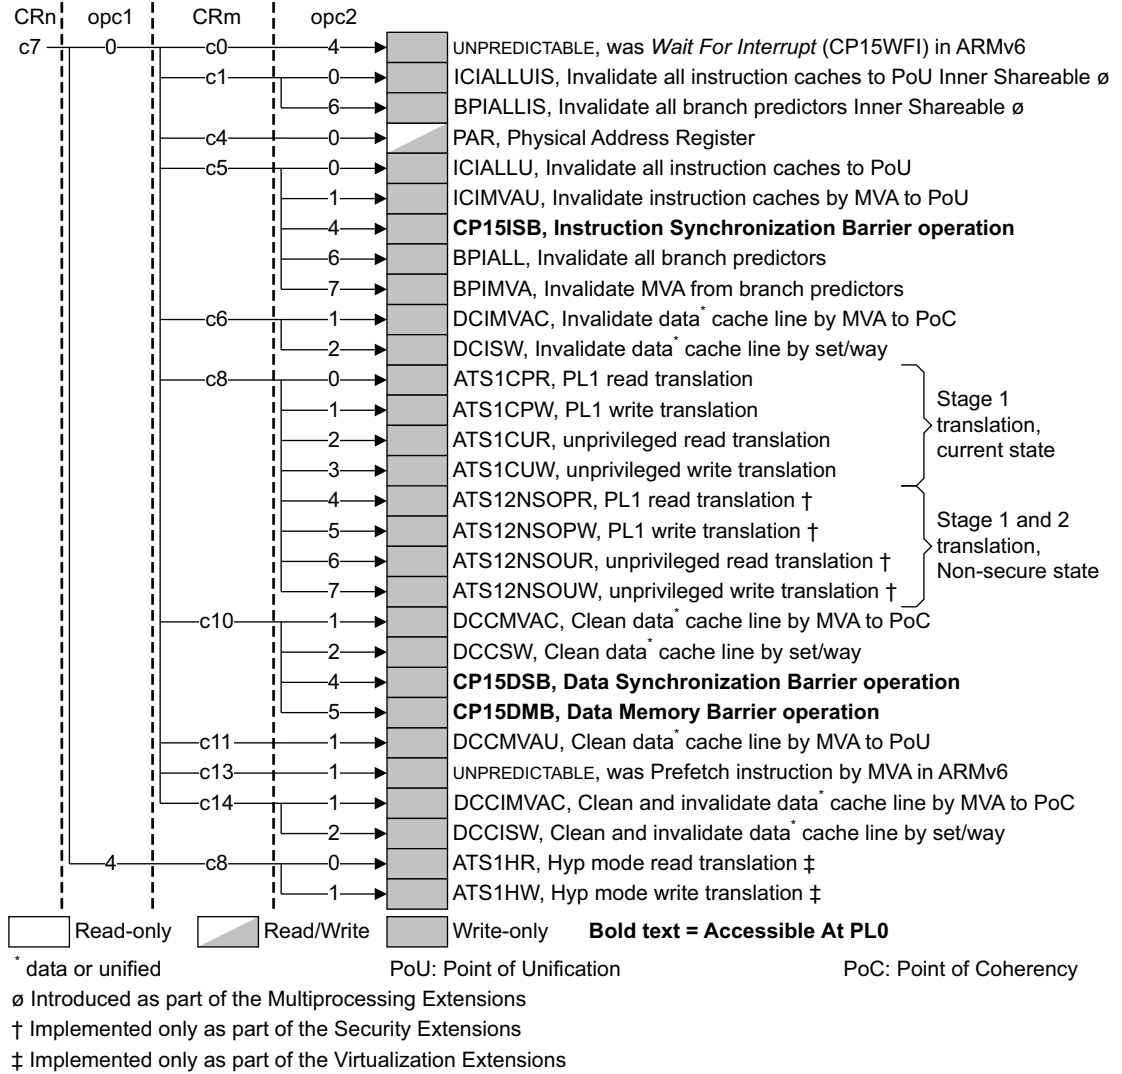 CRn opc1 CRm opc2
c7 0 c0 4 UNPREDICTABLE, was Wait For Interrupt (CP15WFI) in ARMv6
c1 0 ICIALLUIS, Invalidate all instruction caches to PoU Inner Shareable ø
6 BPIALLIS, Invalidate all branch predictors Inner Shareable ø
c4 0 PAR, Physical Address Register
c5 0 ICIALLU, Invalidate all instruction caches to PoU
1 ICIMVAU, Invalidate instruction caches by MVA to PoU
4 CP15ISB, Instruction Synchronization Barrier operation
6 BPIALL, Invalidate all branch predictors
7 BPIMVA, Invalidate MVA from branch predictors
c6 1 DCIMVAC, Invalidate data* cache line by MVA to PoC
2 DCISW, Invalidate data* cache line by set/way
c8 0 ATS1CPR, PL1 read translation
1 ATS1CPW, PL1 write translation
2 ATS1CUR, unprivileged read translation
3 ATS1CUW, unprivileged write translation
Stage 1
translation,
current state
4 ATS12NSOPR, PL1 read translation †
5 ATS12NSOPW, PL1 write translation †
6 ATS12NSOUR, unprivileged read translation †
7 ATS12NSOUW, unprivileged write translation †
Stage 1 and 2
translation,
Non-secure state
c10 1 DCCMVAC, Clean data* cache line by MVA to PoC
2 DCCSW, Clean data* cache line by set/way
4 CP15DSB, Data Synchronization Barrier operation
5 CP15DMB, Data Memory Barrier operation
c11 1 DCCMVAU, Clean data* cache line by MVA to PoU
c13 1 UNPREDICTABLE, was Prefetch instruction by MVA in ARMv6
c14 1 DCCIMVAC, Clean and invalidate data* cache line by MVA to PoC
2 DCCISW, Clean and invalidate data* cache line by set/way
4 c8 0 ATS1HR, Hyp mode read translation ‡
1 ATS1HW, Hyp mode write translation ‡
Read-only Read/Write Write-only Bold text = Accessible At PL0
* data or unified PoU: Point of Unification PoC: Point of Coherency
ø Introduced as part of the Multiprocessing Extensions
† Implemented only as part of the Security Extensions
‡ Implemented only as part of the Virtualization Extensions